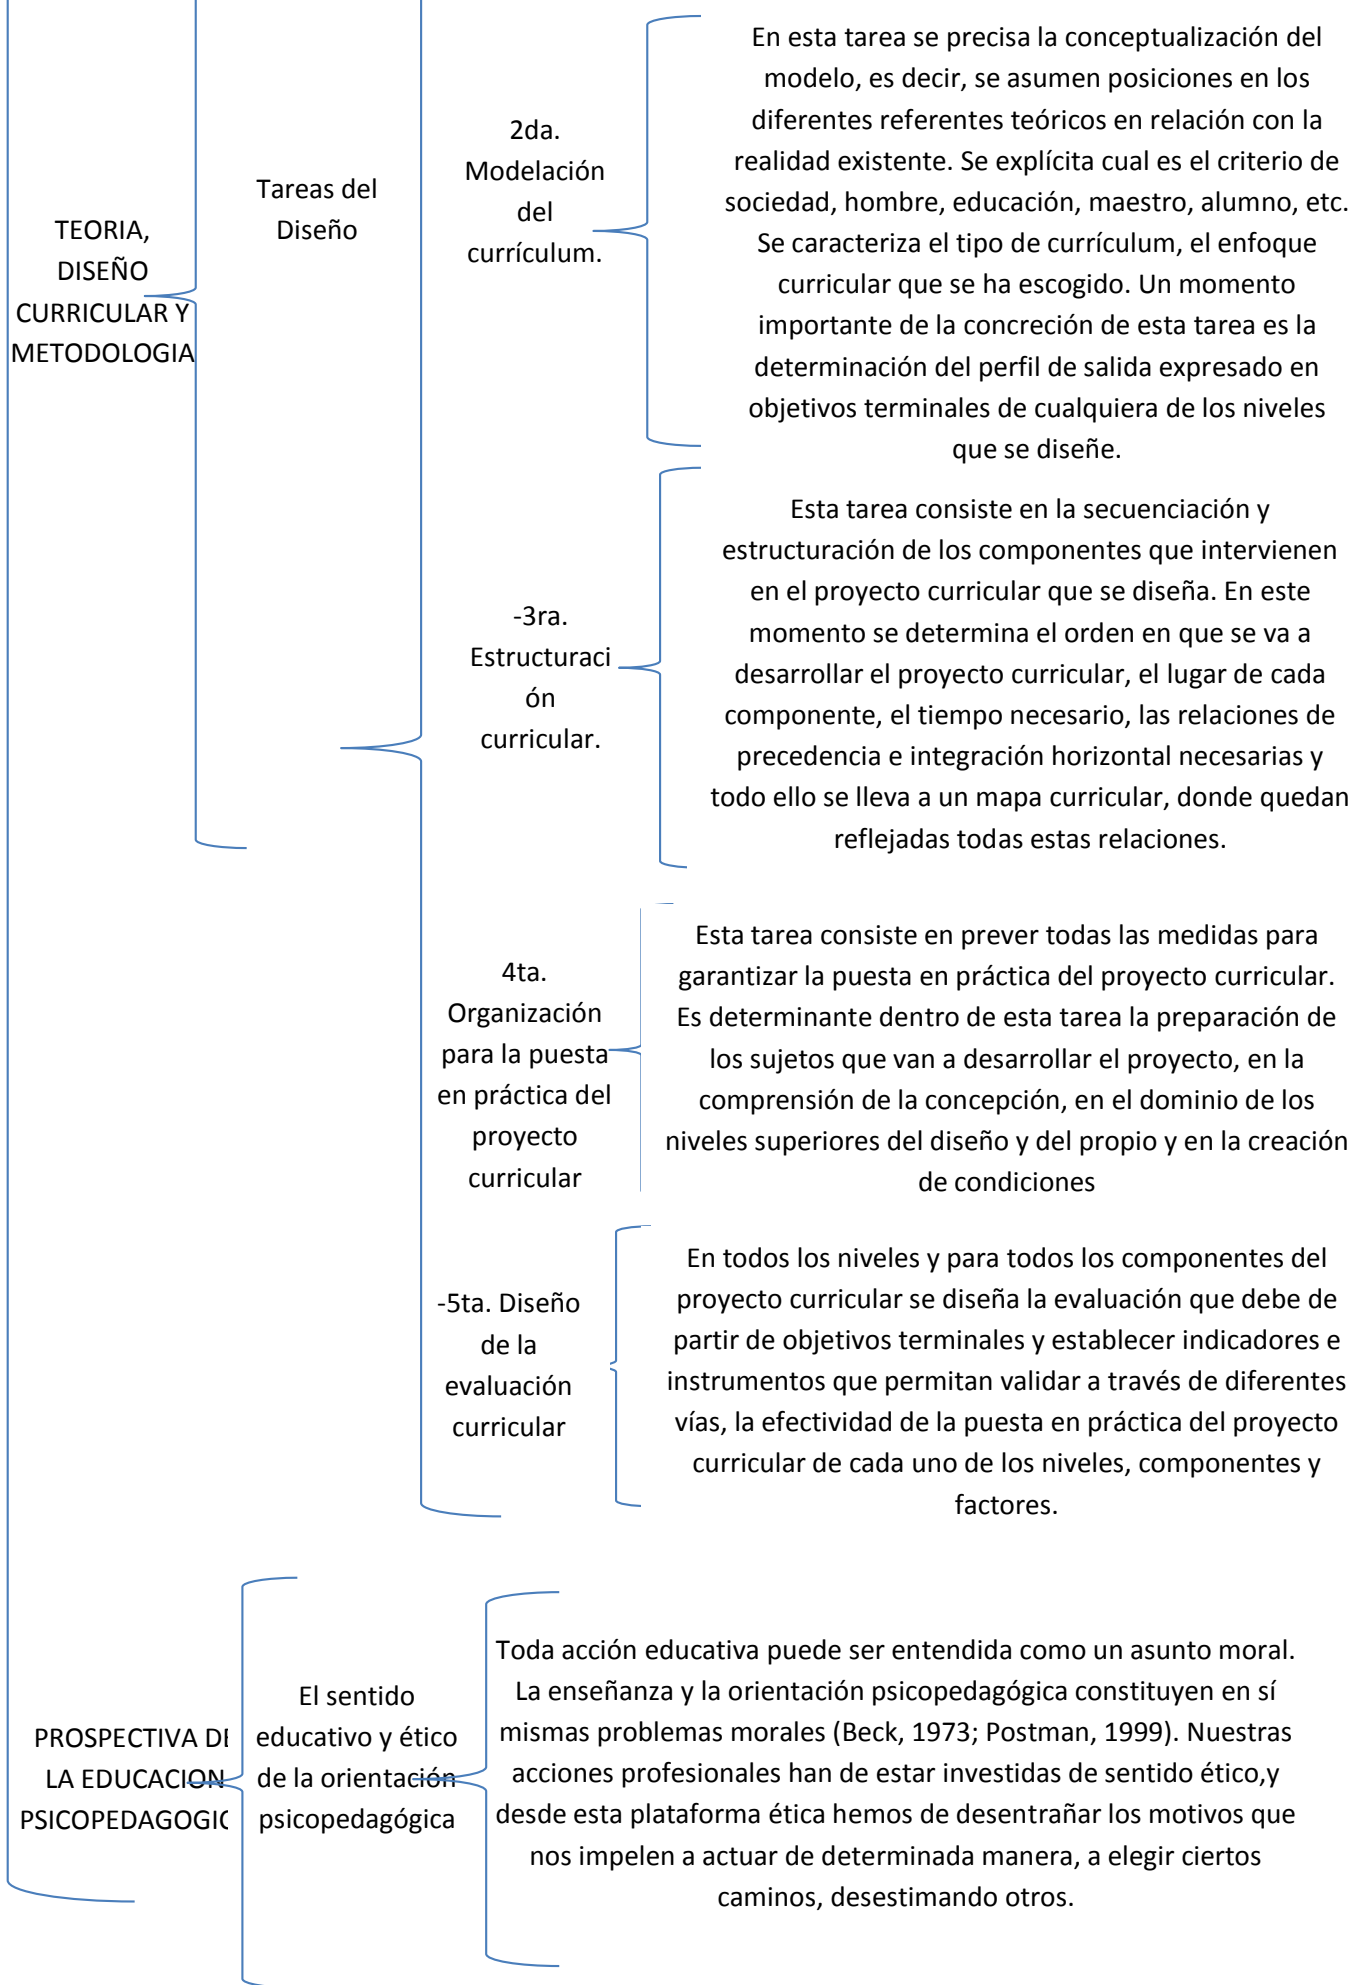 TEORIA,
DISEÑO
CURRICULAR Y
METODOLOGIA
Tareas del
Diseño
2da.
Modelación
del
currículum.
En esta tarea se precisa la conceptualización del
modelo, es decir, se asumen posiciones en los
diferentes referentes teóricos en relación con la
realidad existente. Se explícita cual es el criterio de
sociedad, hombre, educación, maestro, alumno, etc.
Se caracteriza el tipo de currículum, el enfoque
curricular que se ha escogido. Un momento
importante de la concreción de esta tarea es la
determinación del perfil de salida expresado en
objetivos terminales de cualquiera de los niveles
que se diseñe.
-3ra.
Estructuraci
ón
curricular.
Esta tarea consiste en la secuenciación y
estructuración de los componentes que intervienen
en el proyecto curricular que se diseña. En este
momento se determina el orden en que se va a
desarrollar el proyecto curricular, el lugar de cada
componente, el tiempo necesario, las relaciones de
precedencia e integración horizontal necesarias y
todo ello se lleva a un mapa curricular, donde quedan
reflejadas todas estas relaciones.
4ta.
Organización
para la puesta
en práctica del
proyecto
curricular
Esta tarea consiste en prever todas las medidas para
garantizar la puesta en práctica del proyecto curricular.
Es determinante dentro de esta tarea la preparación de
los sujetos que van a desarrollar el proyecto, en la
comprensión de la concepción, en el dominio de los
niveles superiores del diseño y del propio y en la creación
de condiciones
-5ta. Diseño
de la
evaluación
curricular
En todos los niveles y para todos los componentes del
proyecto curricular se diseña la evaluación que debe de
partir de objetivos terminales y establecer indicadores e
instrumentos que permitan validar a través de diferentes
vías, la efectividad de la puesta en práctica del proyecto
curricular de cada uno de los niveles, componentes y
factores.
PROSPECTIVA DE
LA EDUCACION
PSICOPEDAGOGIC
El sentido
educativo y ético
de la orientación
psicopedagógica
Toda acción educativa puede ser entendida como un asunto moral.
La enseñanza y la orientación psicopedagógica constituyen en sí
mismas problemas morales (Beck, 1973; Postman, 1999). Nuestras
acciones profesionales han de estar investidas de sentido ético,y
desde esta plataforma ética hemos de desentrañar los motivos que
nos impelen a actuar de determinada manera, a elegir ciertos
caminos, desestimando otros.